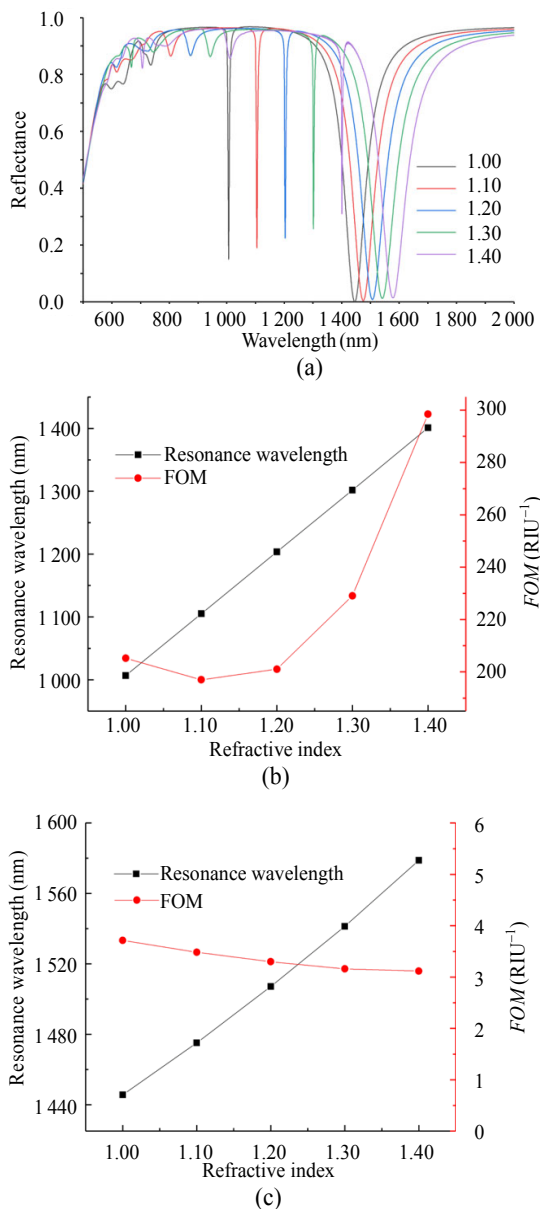 1.0
0.8
0.6
0.4
0.2
0.0
Reflectance
1.00
1.10
1.20
1.30
1.40
600 800 1 000 1 200 1 400 1 600 1 800 2 000
Wavelength (nm)
(a)
1 400
1 300
1 200
1 100
1 000
Resonance wavelength (nm)
Resonance wavelength
FOM
300
280
260
240
220
200
FOM (RIU⁻¹)
1.00 1.10 1.20 1.30 1.40
Refractive index
(b)
1 600
1 560
1 520
1 480
1 440
Resonance wavelength (nm)
Resonance wavelength
FOM
6
5
4
3
2
1
0
FOM (RIU⁻¹)
1.00 1.10 1.20 1.30 1.40
Refractive index
(c)